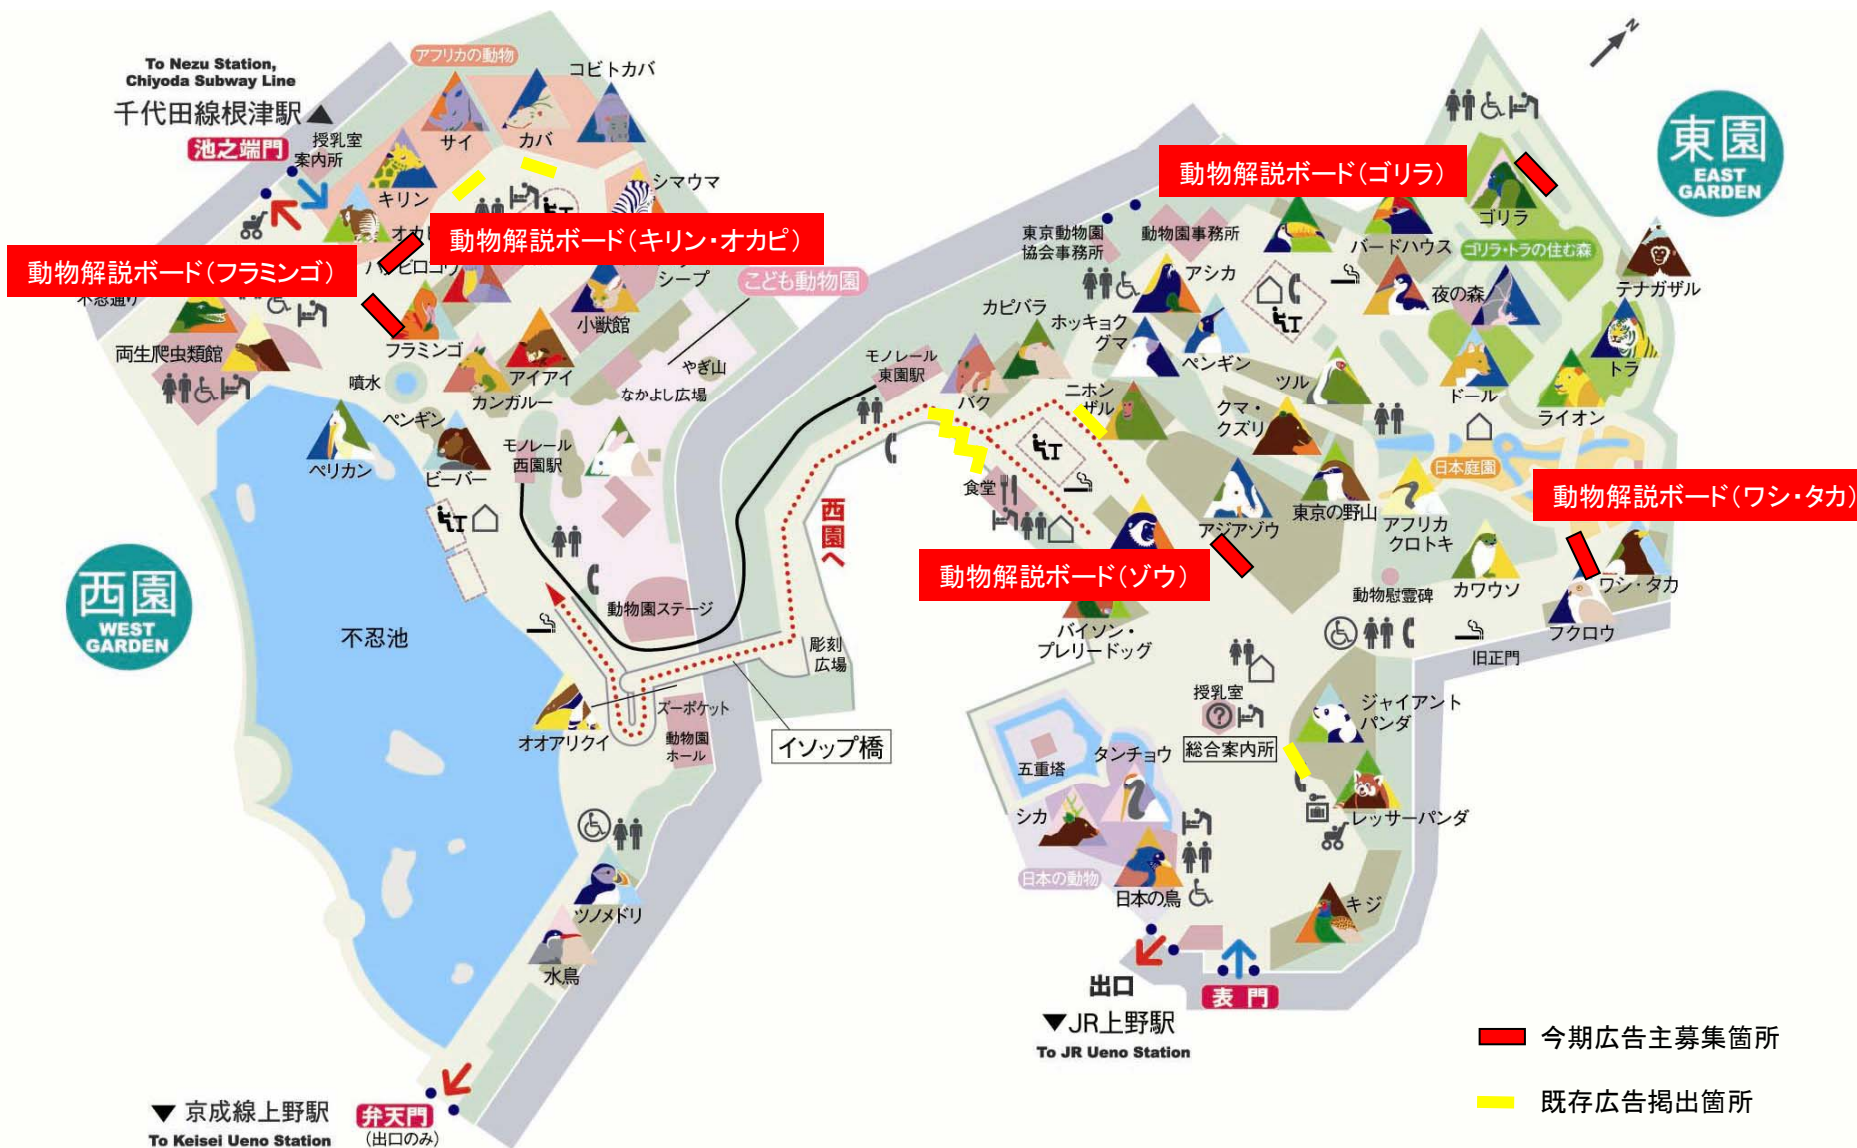 To Nezu Station,
Chiyoda Subway Line
千代田線根津駅▲
池之端門
授乳室
案内所
アフリカの動物
コビトカバ
カバ
サイ
キリン
シマウマ
動物解説ボード(キリン・オカピ)
動物解説ボード(フラミンゴ)
シープ
こども動物園
小獣館
フラミンゴ
アイアイ
カンガルー
両生爬虫類館
噴水
やぎ山
なかよし広場
ペンギン
ペリカン
ビーバー
モノレール
西園駅
モノレール
東園駅
西園
WEST
GARDEN
不忍池
動物園ステージ
西園へ
彫刻
広場
ズーポケット
動物園
ホール
オオアリクイ
イソップ橋
ツノメドリ
水鳥
▼ 京成線上野駅
To Keisei Ueno Station
弁天門
(出口のみ)
N
東園
EAST
GARDEN
動物解説ボード(ゴリラ)
ゴリラ
ゴリラ・トラの住む森
バードハウス
東京動物園
協会事務所
動物園事務所
アシカ
夜の森
テナガザル
カピバラ
ホッキョク
グマ
ペンギン
バク
ニホン
ザル
ツル
クマ・
クズリ
ドール
トラ
ライオン
日本庭園
食堂
動物解説ボード(ワシ・タカ)
アジアゾウ
東京の野山
アフリカ
クロトキ
動物解説ボード(ゾウ)
カワウソ
ワシ・タカ
フクロウ
動物慰霊碑
旧正門
バイソン・
プレリードッグ
授乳室
総合案内所
ジャイアント
パンダ
レッサーパンダ
五重塔
タンチョウ
シカ
日本の動物
日本の鳥
キジ
出口
表門
▼JR上野駅
To JR Ueno Station
今期広告主募集箇所
既存広告掲出箇所